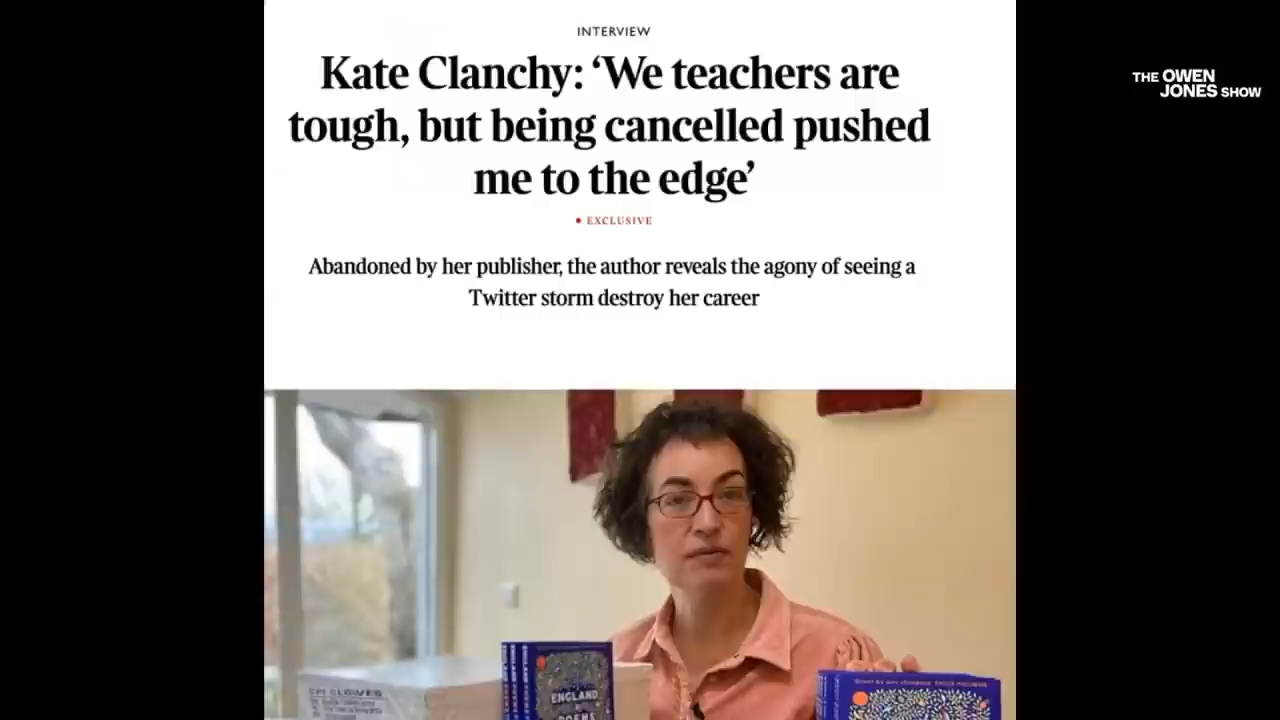 INTERVIEW
Kate Clanchy: ‘We teachers are
tough, but being cancelled pushed
me to the edge’
• EXCLUSIVE
Abandoned by her publisher, the author reveals the agony of seeing a
Twitter storm destroy her career
THE OWEN
JONES SHOW
CLOWES
ENGLAND
POEMS